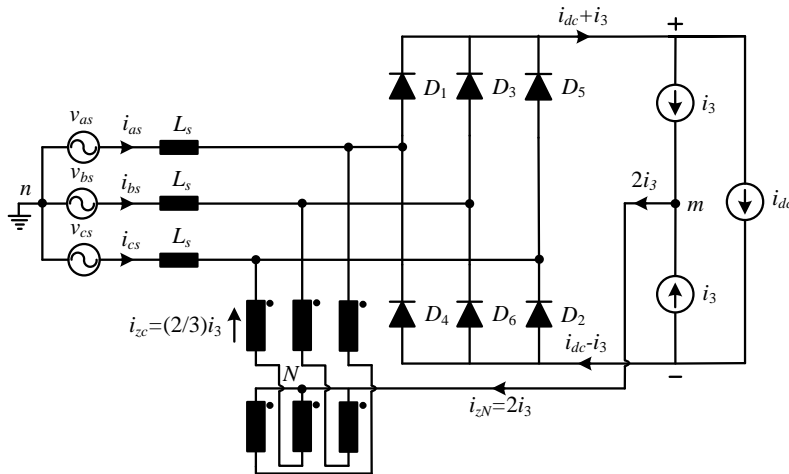 i_dc+i_3
+
D_1 D_3 D_5
i_3
v_as i_as L_s
2i_3
n v_bs i_bs L_s
m
i_dc
v_cs i_cs L_s
i_zc=(2/3)i_3
D_4 D_6 D_2
i_3
i_dc-i_3
N
−
i_zN=2i_3